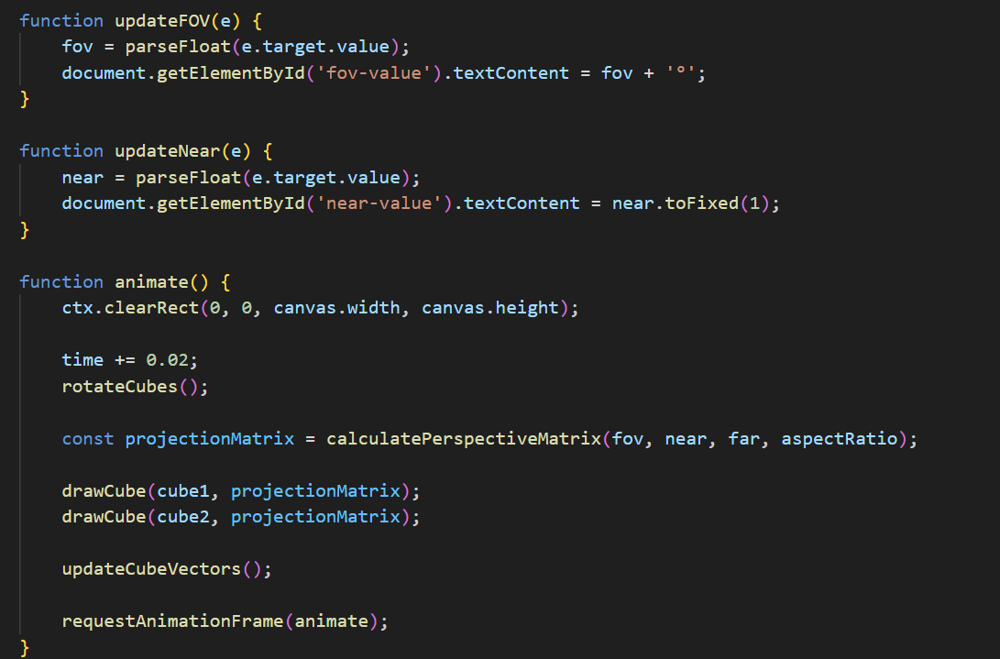 function updateFOV(e) {
    fov = parseFloat(e.target.value);
    document.getElementById('fov-value').textContent = fov + '°';
}

function updateNear(e) {
    near = parseFloat(e.target.value);
    document.getElementById('near-value').textContent = near.toFixed(1);
}

function animate() {
    ctx.clearRect(0, 0, canvas.width, canvas.height);

    time += 0.02;
    rotateCubes();

    const projectionMatrix = calculatePerspectiveMatrix(fov, near, far, aspectRatio);

    drawCube(cube1, projectionMatrix);
    drawCube(cube2, projectionMatrix);

    updateCubeVectors();

    requestAnimationFrame(animate);
}